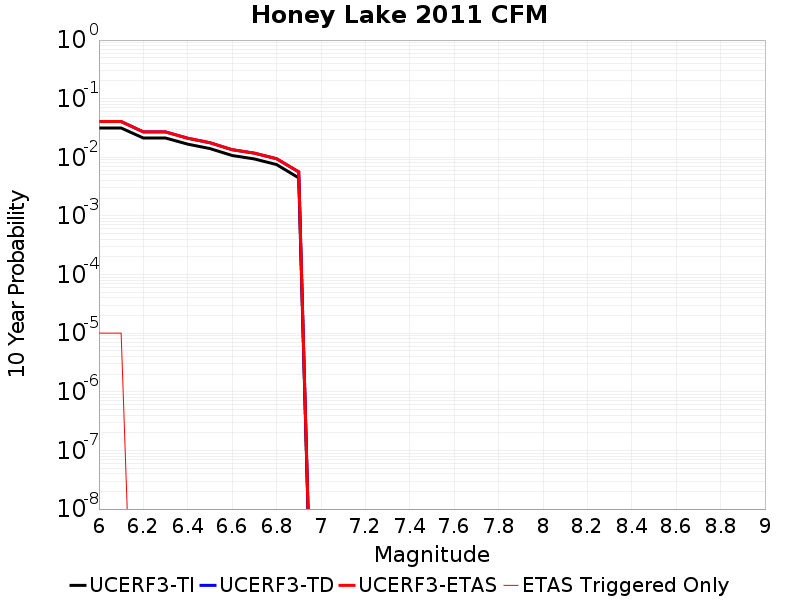 Honey Lake 2011 CFM
10^0
10^-1
10^-2
10^-3
10^-4
10^-5
10^-6
10^-7
10^-8
10 Year Probability
6 6.2 6.4 6.6 6.8 7 7.2 7.4 7.6 7.8 8 8.2 8.4 8.6 8.8 9
Magnitude
UCERF3-TI UCERF3-TD UCERF3-ETAS ETAS Triggered Only